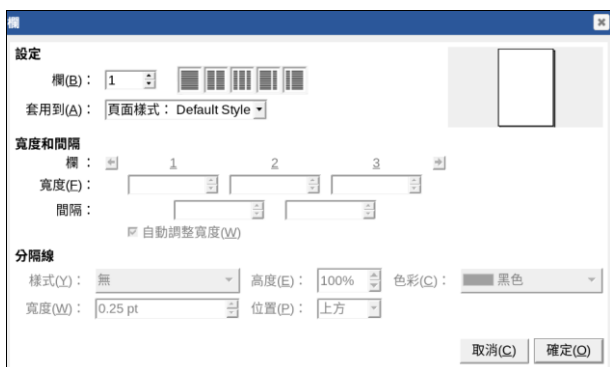 欄
設定
欄(B)： 1
套用到(A)： 頁面樣式： Default Style
寬度和間隔
欄： 1 2 3
寬度(F)：
間隔：
自動調整寬度(W)
分隔線
樣式(Y)： 無 高度(E)： 100% 色彩(C)： 黑色
寬度(W)： 0.25 pt 位置(P)： 上方
取消(C) 確定(O)